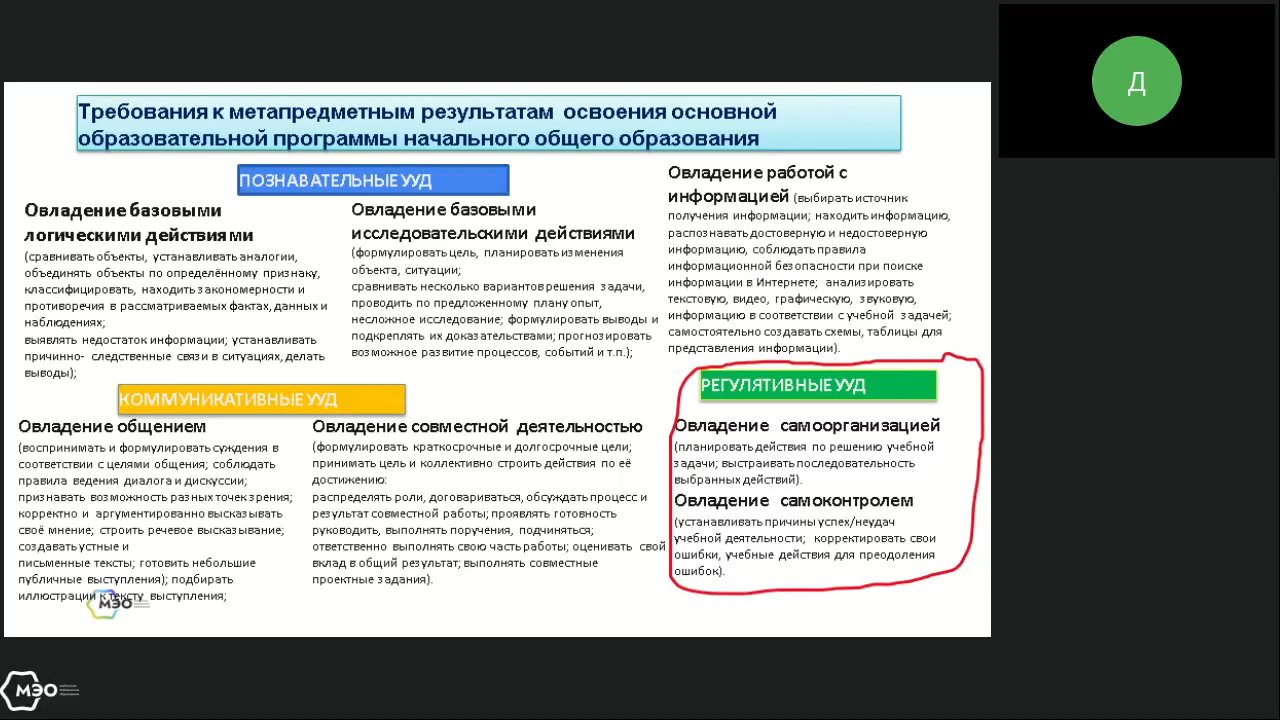 Требования к метапредметным результатам освоения основной
образовательной программы начального общего образования
ПОЗНАВАТЕЛЬНЫЕ УУД
Овладение базовыми
логическими действиями
(сравнивать объекты, устанавливать аналогии,
объединять объекты по определённому признаку,
классифицировать, находить закономерности и
противоречия в рассматриваемых фактах, данных и
наблюдениях;
выявлять недостаток информации; устанавливать
причинно- следственные связи в ситуациях, делать
выводы);
Овладение базовыми
исследовательскими действиями
(формулировать цель, планировать изменения
объекта, ситуации;
сравнивать несколько вариантов решения задачи,
проводить по предложенному плану опыт,
несложное исследование; формулировать выводы и
подкреплять их доказательствами; прогнозировать
возможное развитие процессов, событий и т.п.);
Овладение работой с
информацией (выбирать источник
получения информации; находить информацию,
распознавать достоверную и недостоверную
информацию, соблюдать правила
информационной безопасности при поиске
информации в Интернете; анализировать
текстовую, видео, графическую, звуковую,
информацию в соответствии с учебной задачей;
самостоятельно создавать схемы, таблицы для
представления информации).
КОММУНИКАТИВНЫЕ УУД
Овладение общением
(воспринимать и формулировать суждения в
соответствии с целями общения; соблюдать
правила ведения диалога и дискуссии;
признавать возможность разных точек зрения;
корректно и аргументированно высказывать
своё мнение; строить речевое высказывание;
создавать устные и
письменные тексты; готовить небольшие
публичные выступления); подбирать
иллюстрации к тексту выступления;
Овладение совместной деятельностью
(формулировать краткосрочные и долгосрочные цели;
принимать цель и коллективно строить действия по её
достижению:
распределять роли, договариваться, обсуждать процесс и
результат совместной работы; проявлять готовность
руководить, выполнять поручения, подчиняться;
ответственно выполнять свою часть работы; оценивать свой
вклад в общий результат; выполнять совместные
проектные задания).
РЕГУЛЯТИВНЫЕ УУД
Овладение самоорганизацией
(планировать действия по решению учебной
задачи; выстраивать последовательность
выбранных действий).
Овладение самоконтролем
(устанавливать причины успех/неудач
учебной деятельности; корректировать свои
ошибки, учебные действия для преодоления
ошибок).
МЭО
Д
МЭО